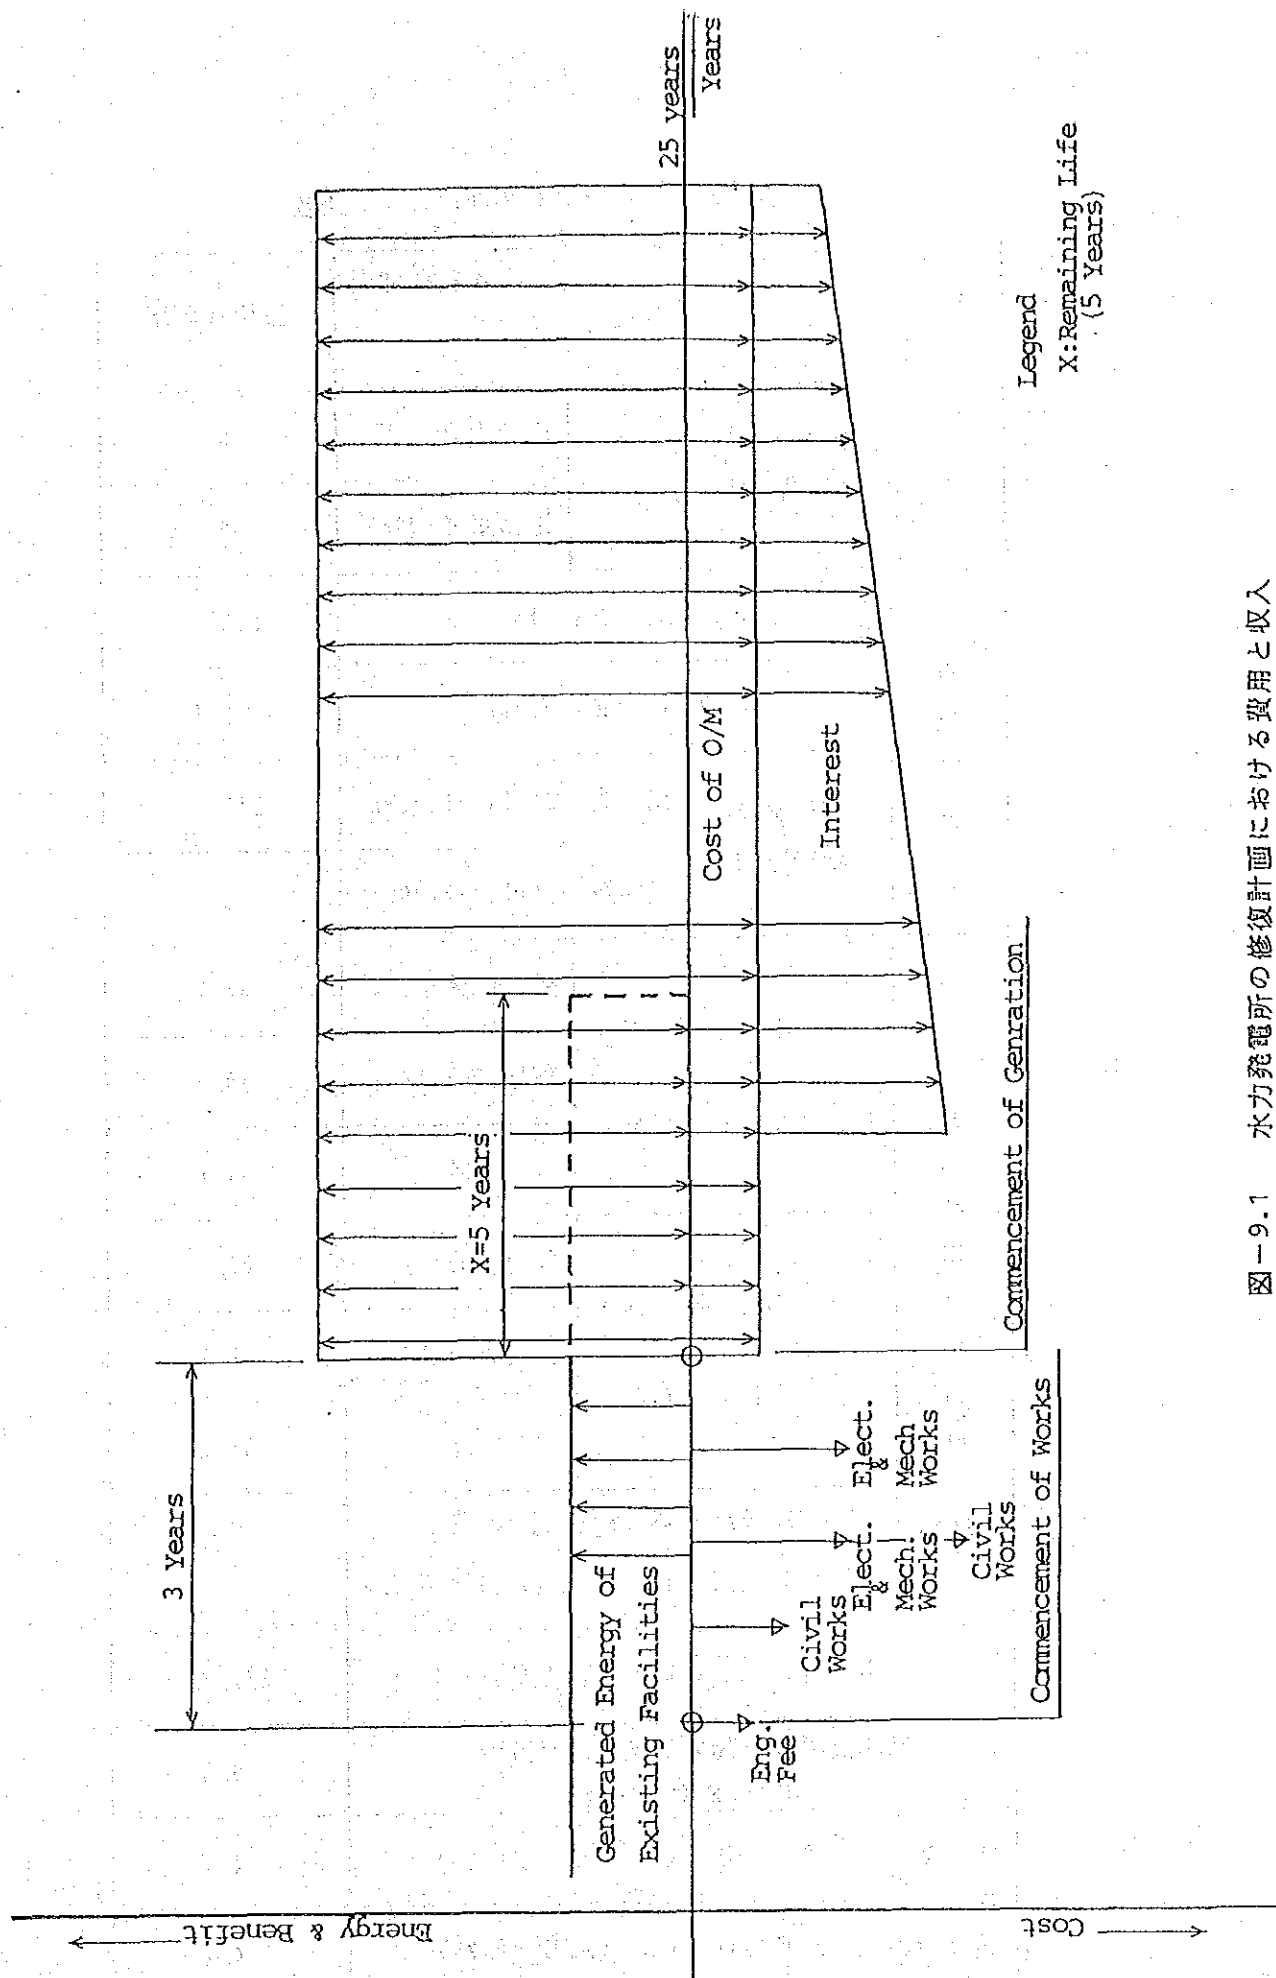 Energy & Benefit
Cost
3 Years
Generated Energy of
Existing Facilities
X=5 Years
25 years
Years
Cost of O/M
Interest
Eng.
Fee
Civil
Works
Elect.
&
Mech.
Works
Civil
Works
Elect.
&
Mech
Works
Commencement of Works
Commencement of Genration
Legend
X:Remaining Life
(5 Years)
図－9.1 水力発電所の修復計画における費用と収入